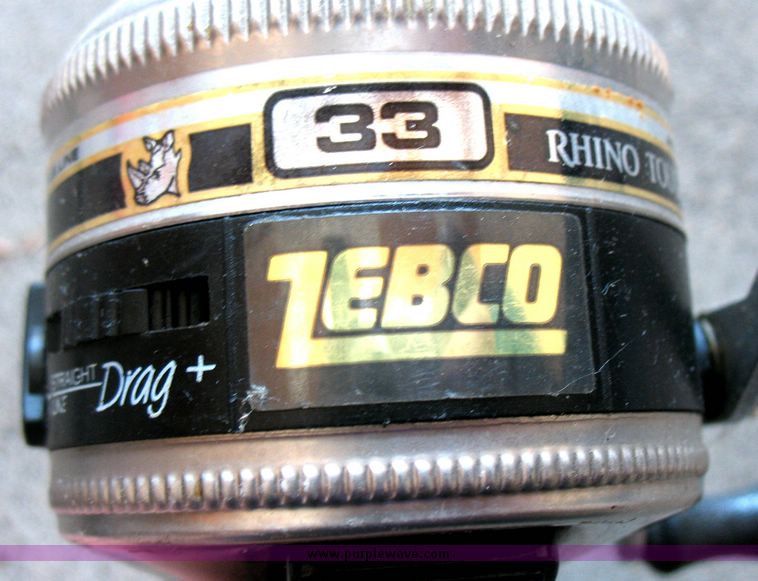 33
RHINO
ZEBCO
STRAIGHT
Drag +
www.purplewave.com